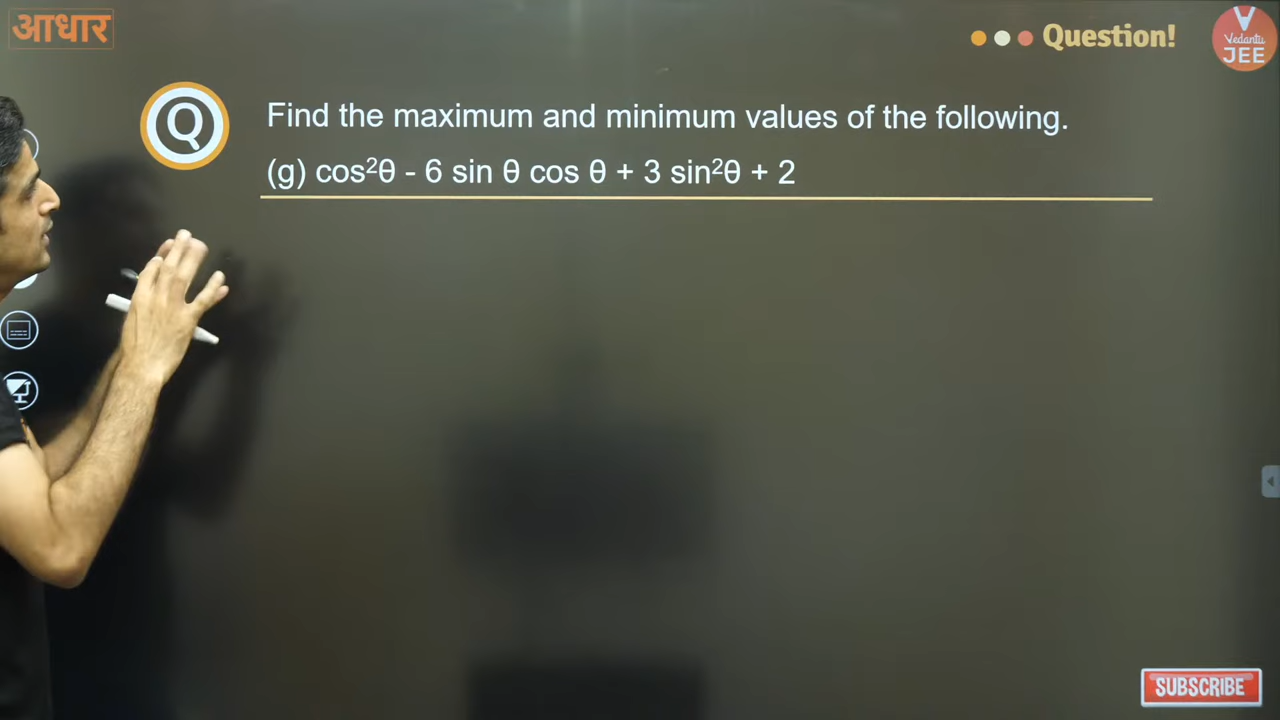 आधार
Question!
Vedantu
JEE
Q
Find the maximum and minimum values of the following.
(g) cos²θ - 6 sin θ cos θ + 3 sin²θ + 2
SUBSCRIBE